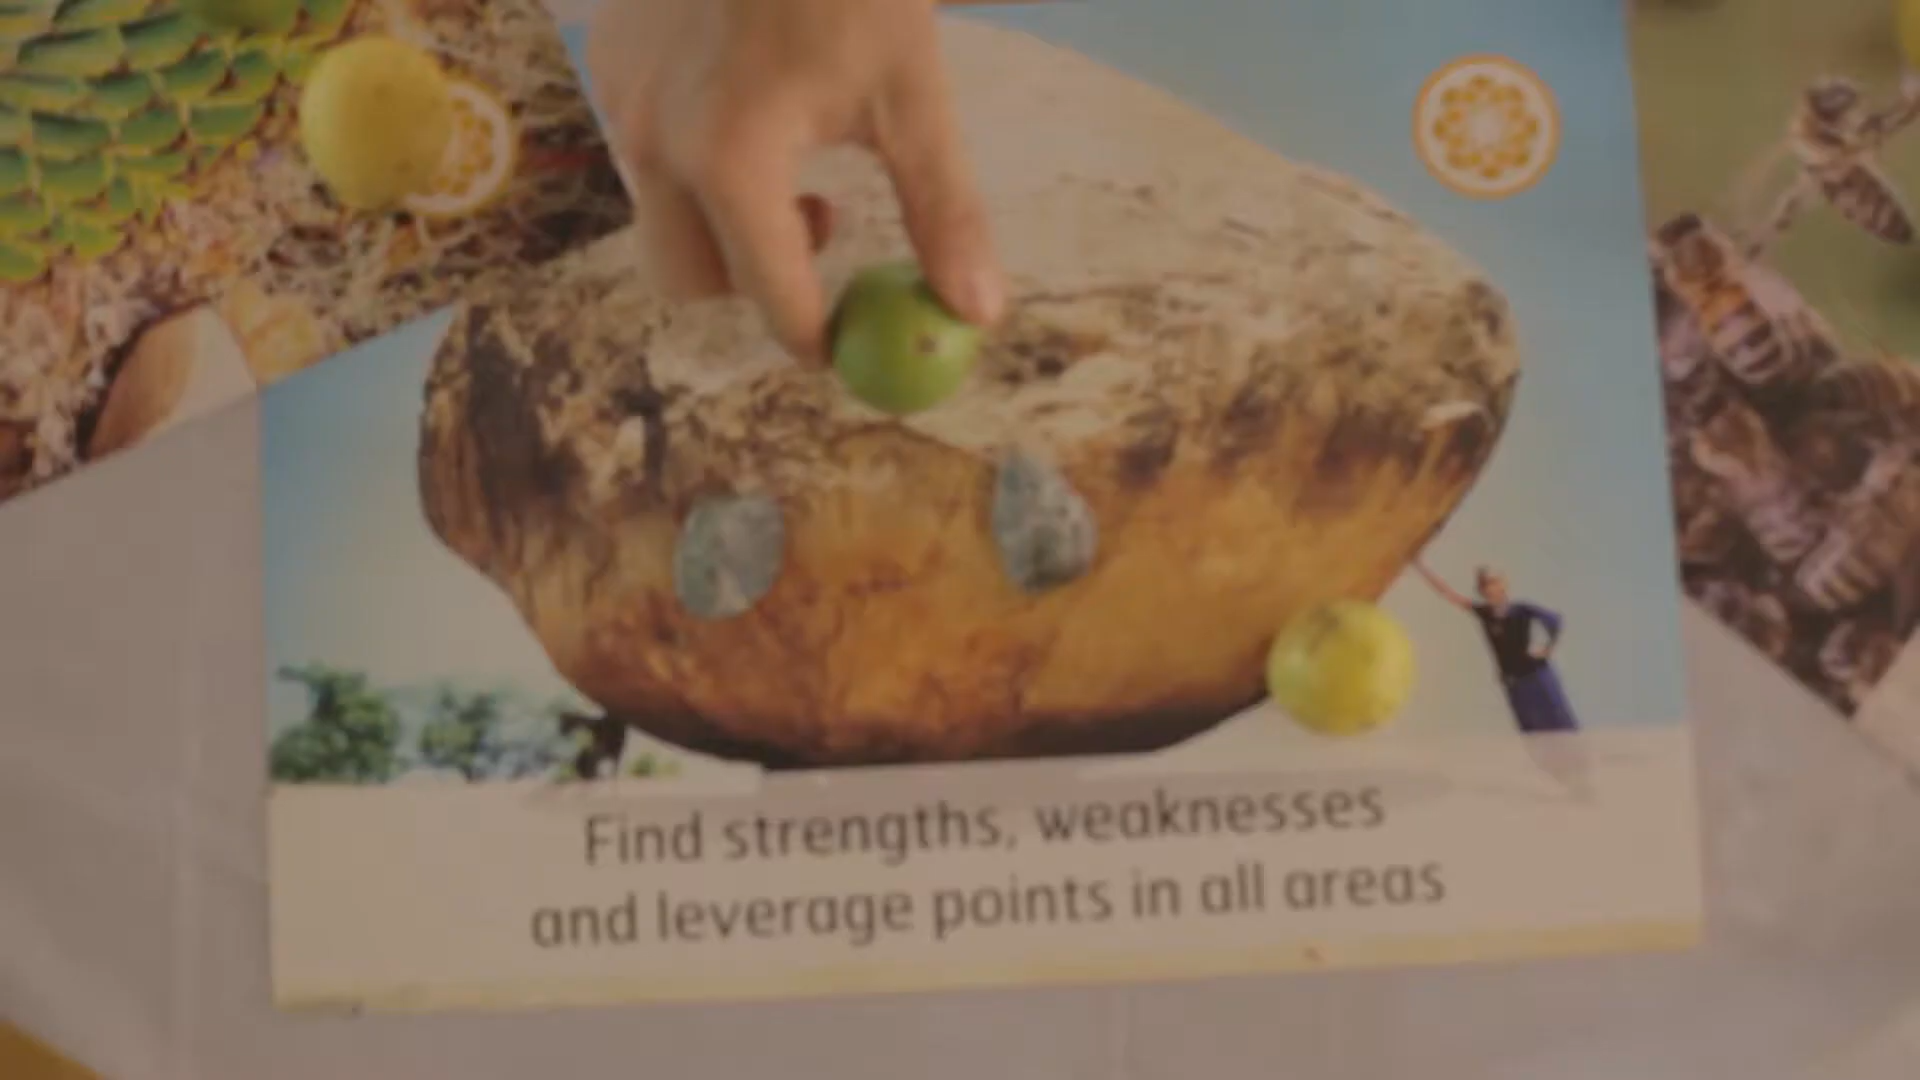 Find strengths, weaknesses
and leverage points in all areas